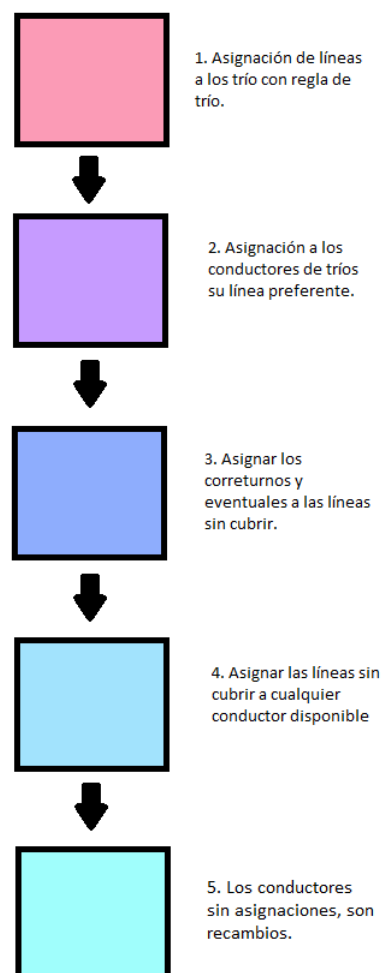 1. Asignación de líneas
a los trío con regla de
trío.
2. Asignación a los
conductores de tríos
su línea preferente.
3. Asignar los
correturnos y
eventuales a las líneas
sin cubrir.
4. Asignar las líneas sin
cubrir a cualquier
conductor disponible
5. Los conductores
sin asignaciones, son
recambios.